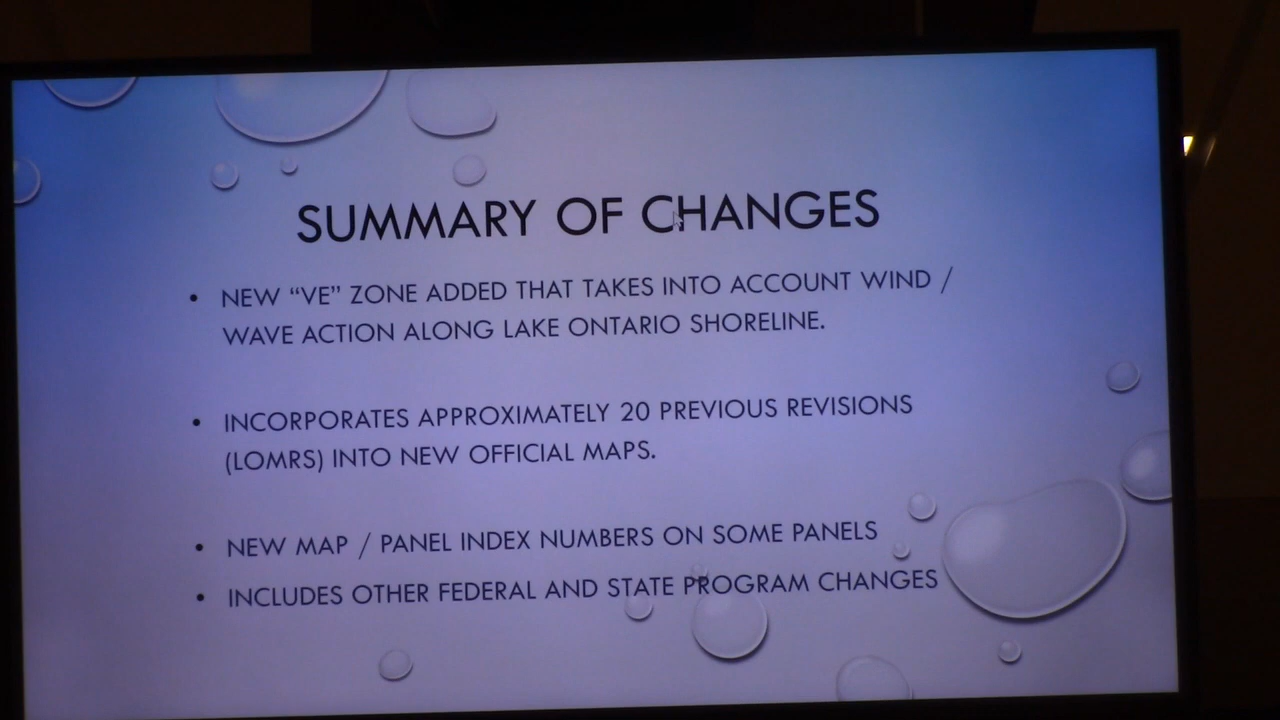 SUMMARY OF CHANGES
• NEW “VE” ZONE ADDED THAT TAKES INTO ACCOUNT WIND /
WAVE ACTION ALONG LAKE ONTARIO SHORELINE.
• INCORPORATES APPROXIMATELY 20 PREVIOUS REVISIONS
(LOMRS) INTO NEW OFFICIAL MAPS.
• NEW MAP / PANEL INDEX NUMBERS ON SOME PANELS
• INCLUDES OTHER FEDERAL AND STATE PROGRAM CHANGES